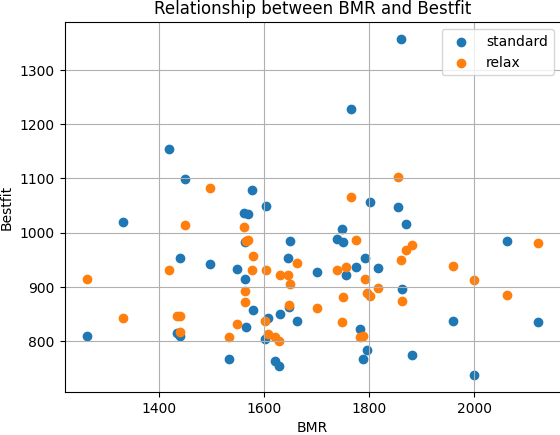 Relationship between BMR and Bestfit
standard
relax
1300
1200
1100
1000
900
800
Bestfit
1400 1600 1800 2000
BMR